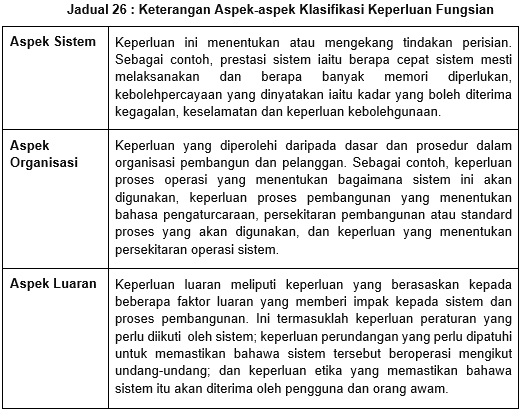 Jadual 26 : Keterangan Aspek-aspek Klasifikasi Keperluan Fungsian
Aspek Sistem
Keperluan ini menentukan atau mengekang tindakan perisian.
Sebagai contoh, prestasi sistem iaitu berapa cepat sistem mesti
melaksanakan dan berapa banyak memori diperlukan,
kebolehpercayaan yang dinyatakan iaitu kadar yang boleh diterima
kegagalan, keselamatan dan keperluan kebolehgunaan.
Aspek
Organisasi
Keperluan yang diperolehi daripada dasar dan prosedur dalam
organisasi pembangun dan pelanggan. Sebagai contoh, keperluan
proses operasi yang menentukan bagaimana sistem ini akan
digunakan, keperluan proses pembangunan yang menentukan
bahasa pengaturcaraan, persekitaran pembangunan atau standard
proses yang akan digunakan, dan keperluan yang menentukan
persekitaran operasi sistem.
Aspek Luaran
Keperluan luaran meliputi keperluan yang berasaskan kepada
beberapa faktor luaran yang memberi impak kepada sistem dan
proses pembangunan. Ini termasuklah keperluan peraturan yang
perlu diikuti oleh sistem; keperluan perundangan yang perlu dipatuhi
untuk memastikan bahawa sistem tersebut beroperasi mengikut
undang-undang; dan keperluan etika yang memastikan bahawa
sistem itu akan diterima oleh pengguna dan orang awam.